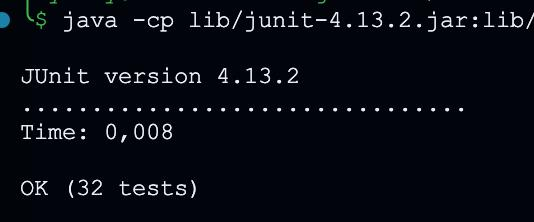 $ java -cp lib/junit-4.13.2.jar:lib/
JUnit version 4.13.2
................................
Time: 0,008
OK (32 tests)